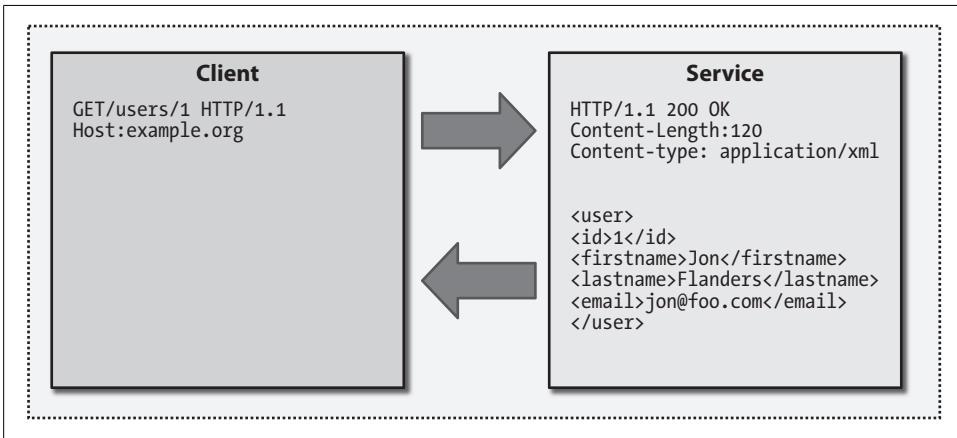 Client
GET/users/1 HTTP/1.1
Host:example.org
Service
HTTP/1.1 200 OK
Content-Length:120
Content-type: application/xml
<user>
<id>1</id>
<firstname>Jon</firstname>
<lastname>Flanders</lastname>
<email>jon@foo.com</email>
</user>